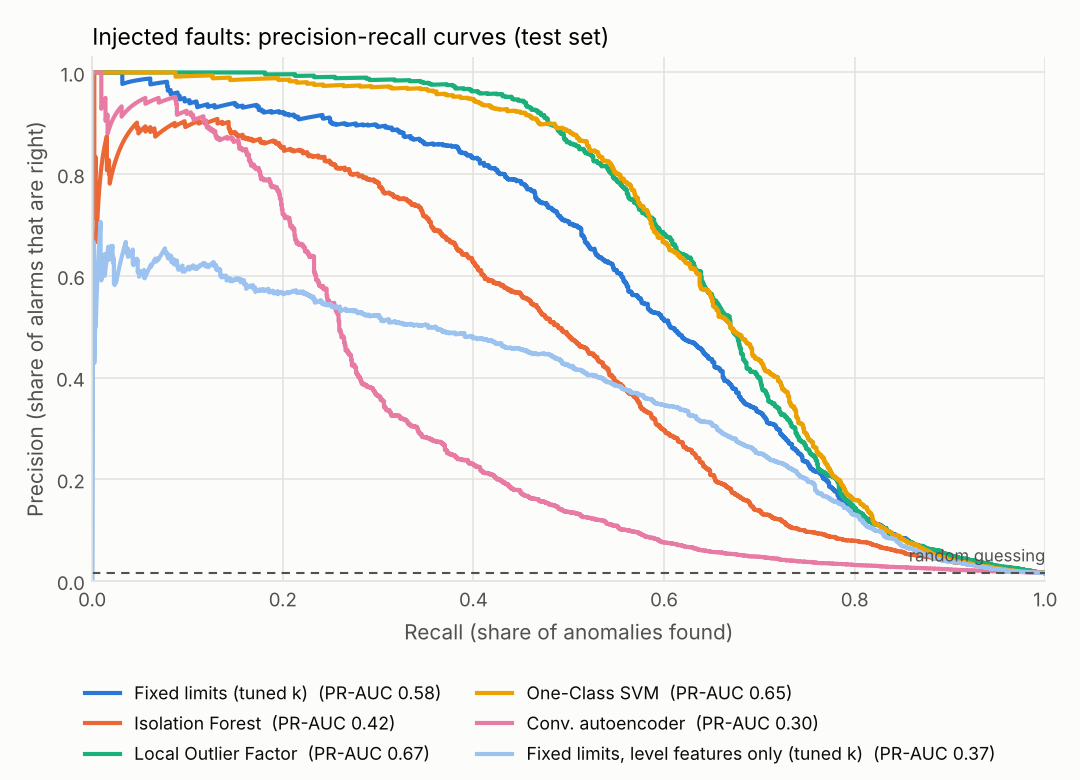 Injected faults: precision-recall curves (test set)
Precision (share of alarms that are right)
1.0
0.8
0.6
0.4
0.2
0.0
random guessing
0.0 0.2 0.4 0.6 0.8 1.0
Recall (share of anomalies found)
Fixed limits (tuned k) (PR-AUC 0.58)
Isolation Forest (PR-AUC 0.42)
Local Outlier Factor (PR-AUC 0.67)
One-Class SVM (PR-AUC 0.65)
Conv. autoencoder (PR-AUC 0.30)
Fixed limits, level features only (tuned k) (PR-AUC 0.37)